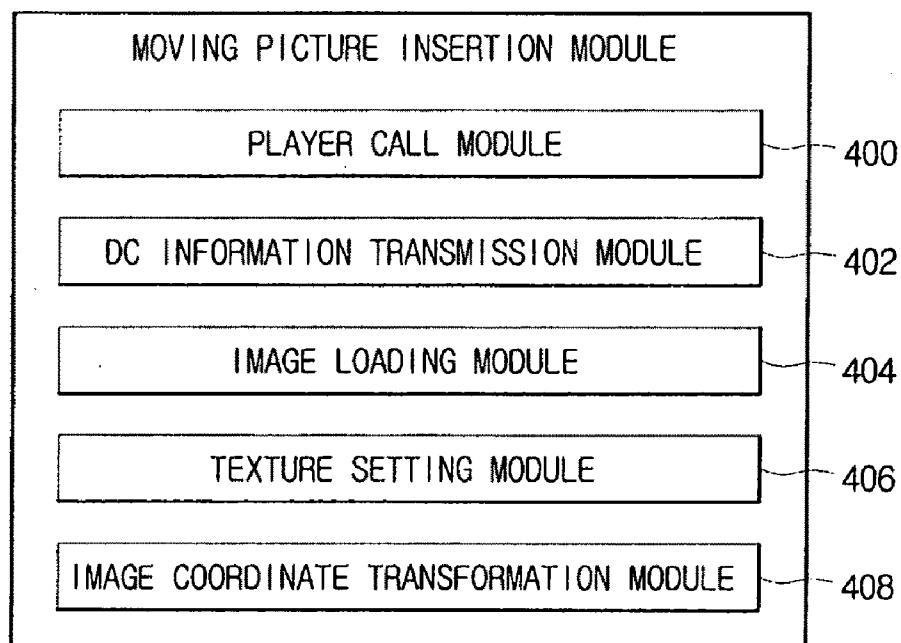 MOVING PICTURE INSERTION MODULE
PLAYER CALL MODULE 400
DC INFORMATION TRANSMISSION MODULE 402
IMAGE LOADING MODULE 404
TEXTURE SETTING MODULE 406
IMAGE COORDINATE TRANSFORMATION MODULE 408